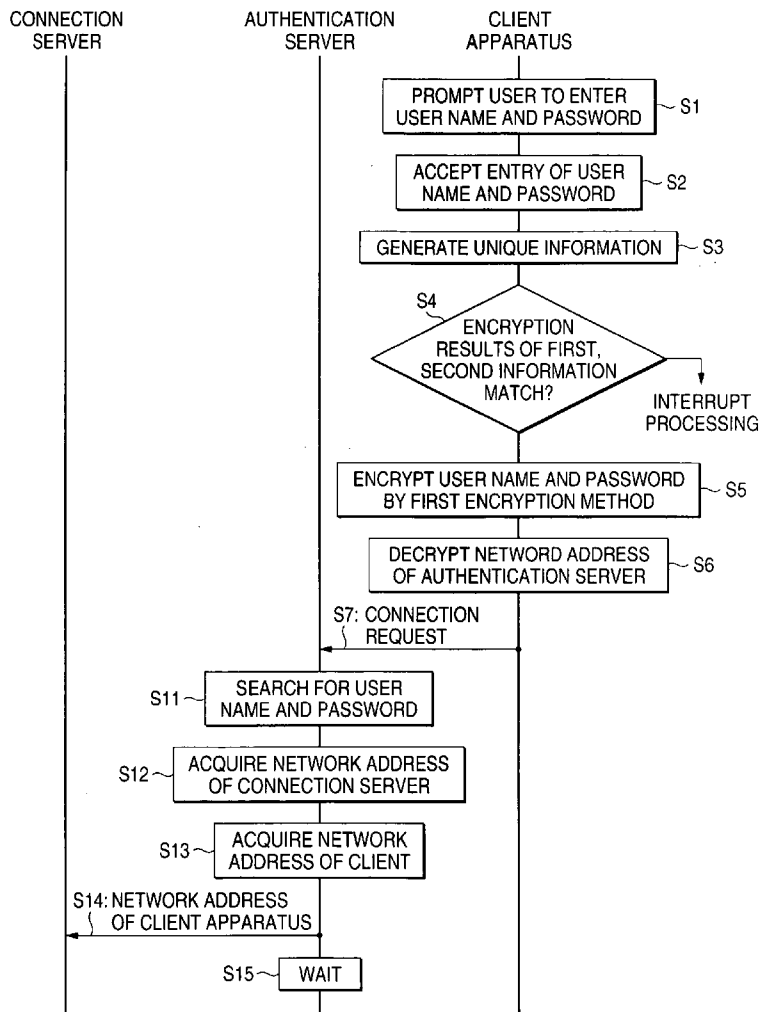 CONNECTION
SERVER
AUTHENTICATION
SERVER
CLIENT
APPARATUS
PROMPT USER TO ENTER
USER NAME AND PASSWORD
S1
ACCEPT ENTRY OF USER
NAME AND PASSWORD
S2
GENERATE UNIQUE INFORMATION
S3
S4
ENCRYPTION
RESULTS OF FIRST,
SECOND INFORMATION
MATCH?
INTERRUPT
PROCESSING
ENCRYPT USER NAME AND PASSWORD
BY FIRST ENCRYPTION METHOD
S5
DECRYPT NETWORD ADDRESS
OF AUTHENTICATION SERVER
S6
S7: CONNECTION
REQUEST
S11
SEARCH FOR USER
NAME AND PASSWORD
S12
ACQUIRE NETWORK ADDRESS
OF CONNECTION SERVER
S13
ACQUIRE NETWORK
ADDRESS OF CLIENT
S14: NETWORK ADDRESS
OF CLIENT APPARATUS
S15
WAIT